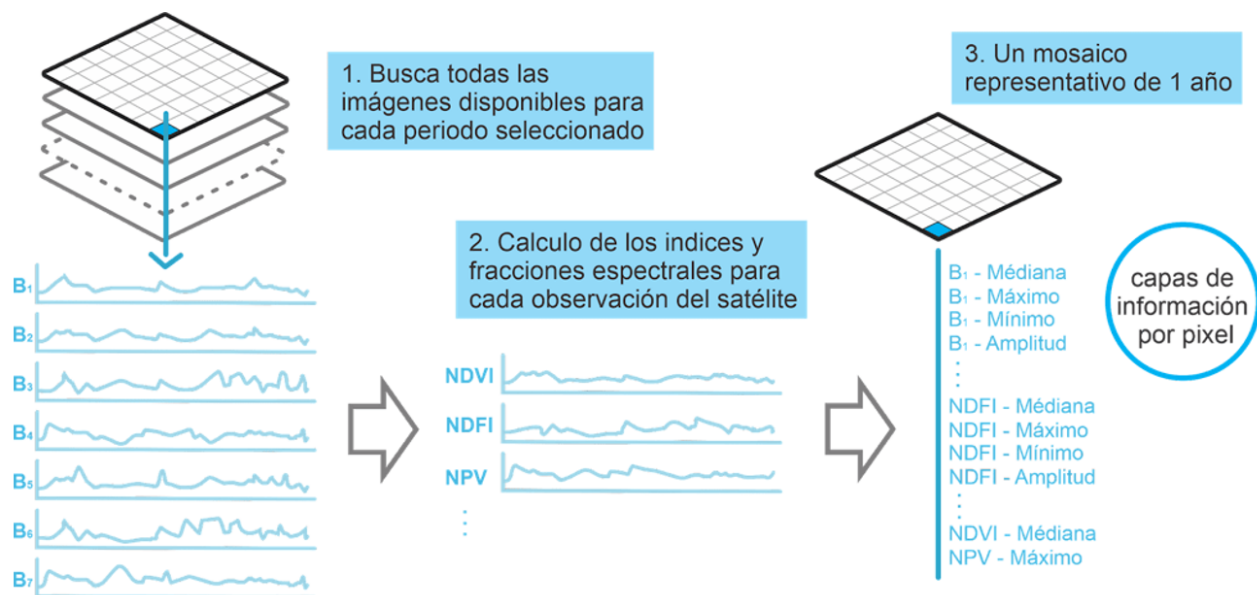 1. Busca todas las
imágenes disponibles para
cada periodo seleccionado
B₁
B₂
B₃
B₄
B₅
B₆
B₇
2. Calculo de los indices y
fracciones espectrales para
cada observación del satélite
NDVI
NDFI
NPV
3. Un mosaico
representativo de 1 año
B₁ - Médiana
B₁ - Máximo
B₁ - Mínimo
B₁ - Amplitud
NDFI - Médiana
NDFI - Máximo
NDFI - Mínimo
NDFI - Amplitud
NDVI - Médiana
NPV - Máximo
capas de
información
por pixel